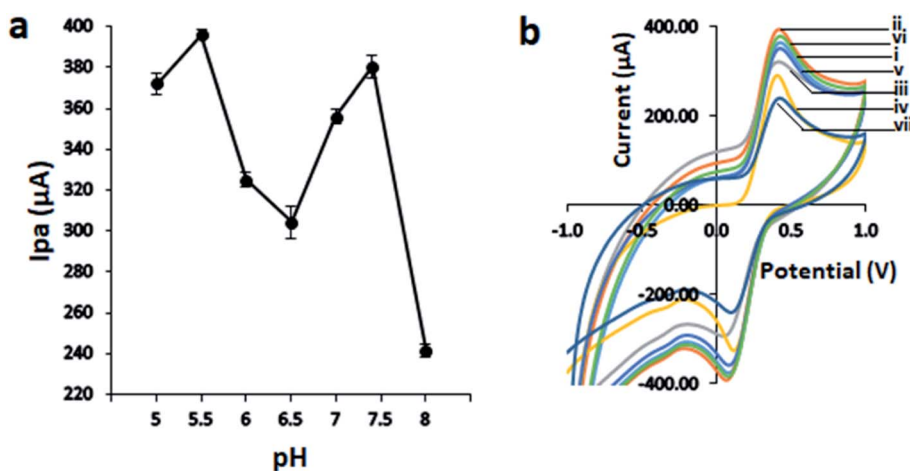 a
400
380
360
340
320
300
280
260
240
220
Ipa (µA)
5 5.5 6 6.5 7 7.5 8
pH
b
Current (µA)
400.00
200.00
0.00
-200.00
-400.00
-1.0 -0.5 0.0 0.5 1.0
Potential (V)
ii
vi
i
v
iii
iv
vii